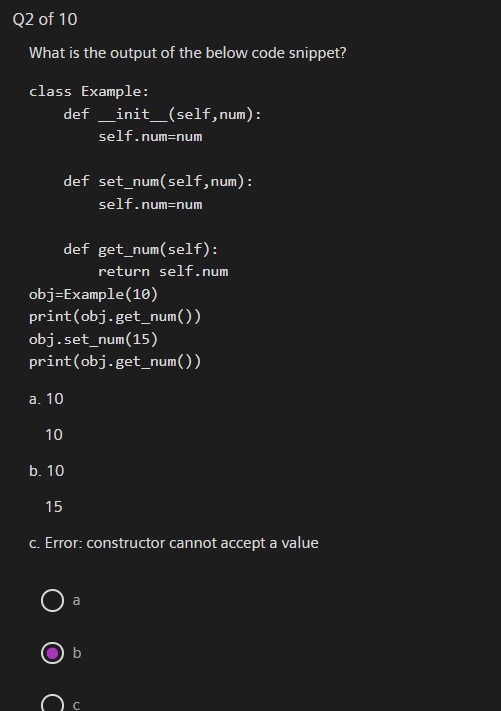 Q2 of 10
What is the output of the below code snippet?
class Example:
    def __init__(self,num):
        self.num=num
    def set_num(self,num):
        self.num=num
    def get_num(self):
        return self.num
obj=Example(10)
print(obj.get_num())
obj.set_num(15)
print(obj.get_num())
a. 10
10
b. 10
15
c. Error: constructor cannot accept a value
a
b
c